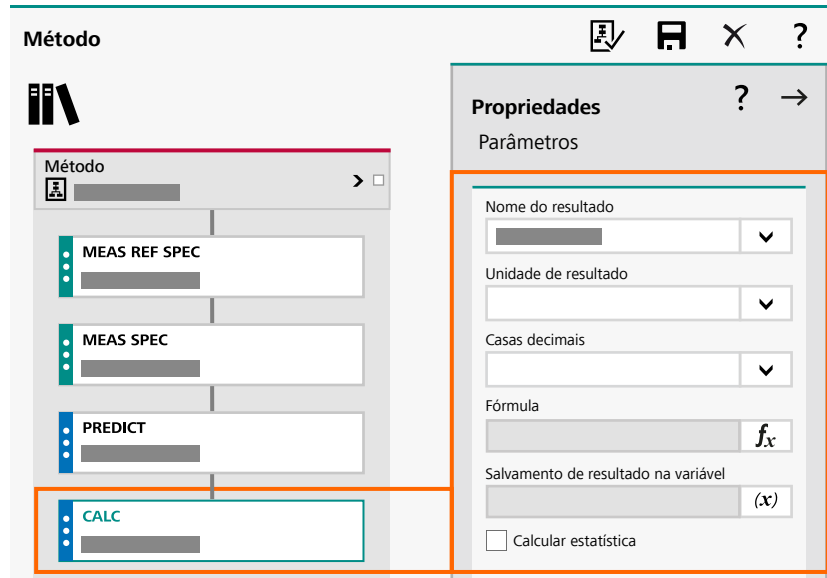 Método
?
Propriedades
?
Parâmetros
Método
Nome do resultado
MEAS REF SPEC
Unidade de resultado
MEAS SPEC
Casas decimais
PREDICT
Fórmula
fx
Salvamento de resultado na variável
(x)
CALC
Calcular estatística